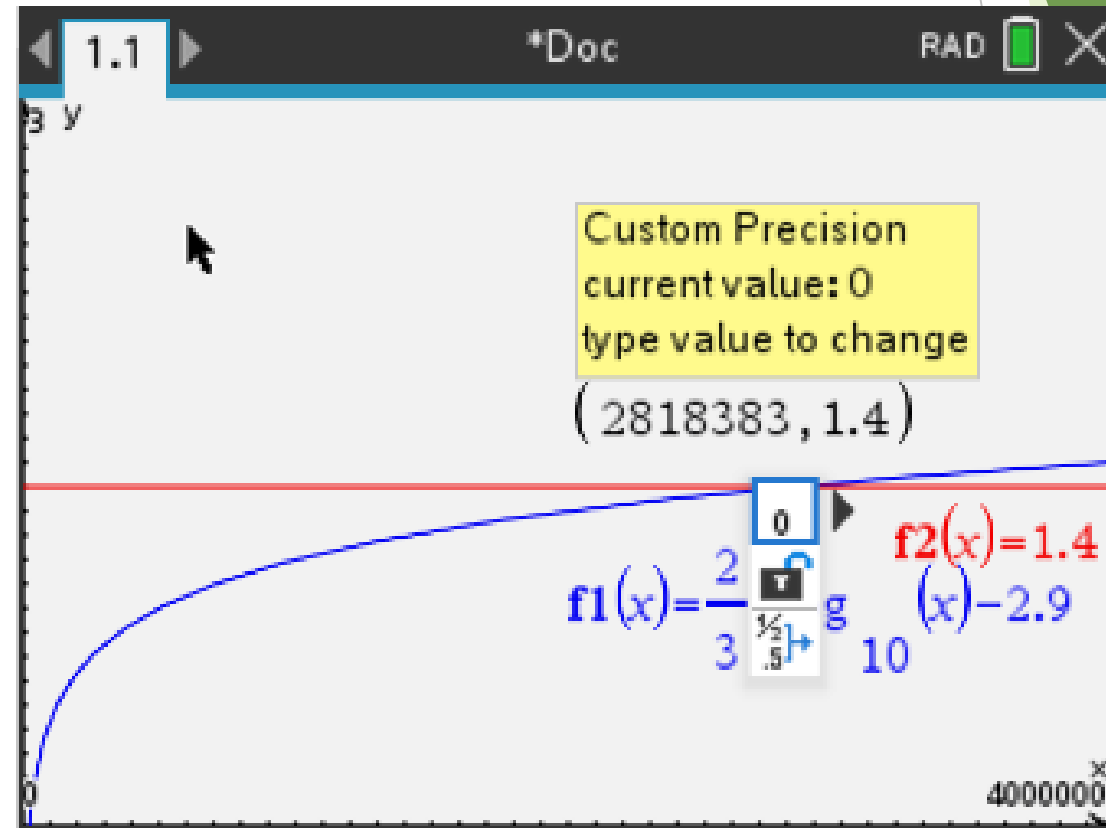 1.1 *Doc RAD
3 y
Custom Precision
current value: 0
type value to change
(2818383,1.4)
0
f2(x)=1.4
f1(x)=2/3 g 10 (x)-2.9
½
.5
x
0 4000000